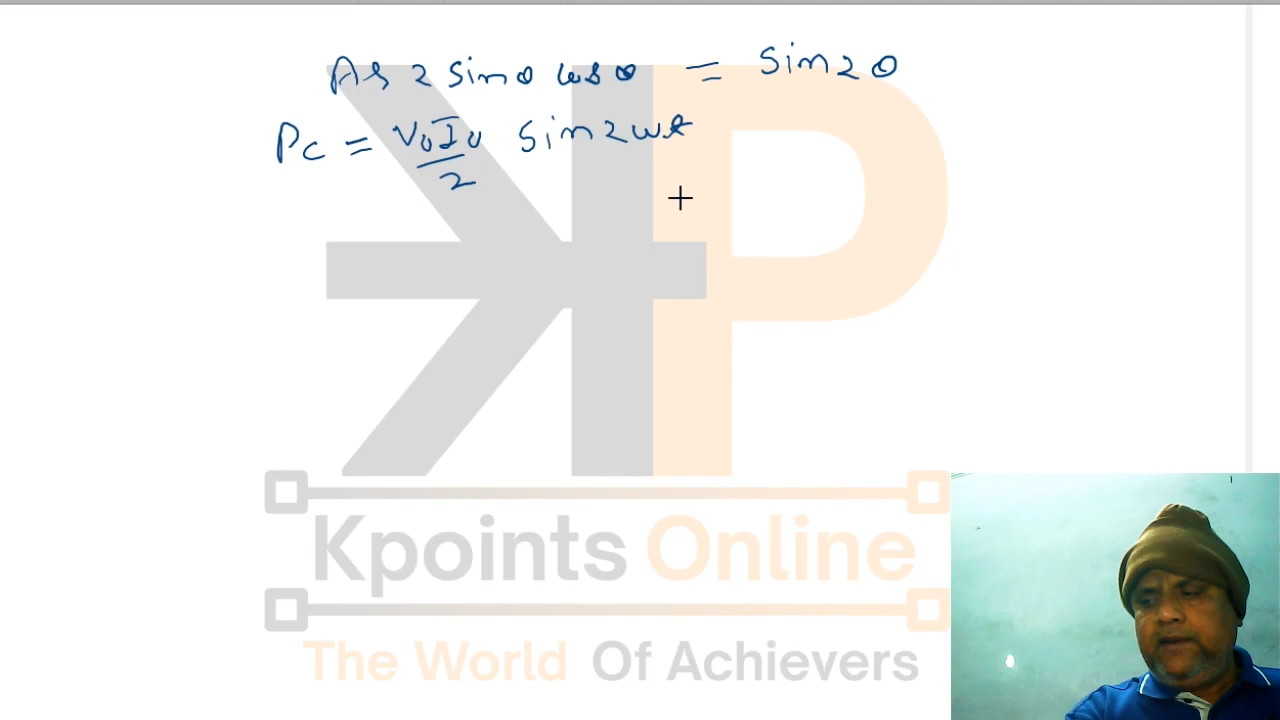 As 2 sinθ cosθ = sin2θ
Pc = V₀I₀/2 sin2ωt
Kpoints Online
The World Of Achievers